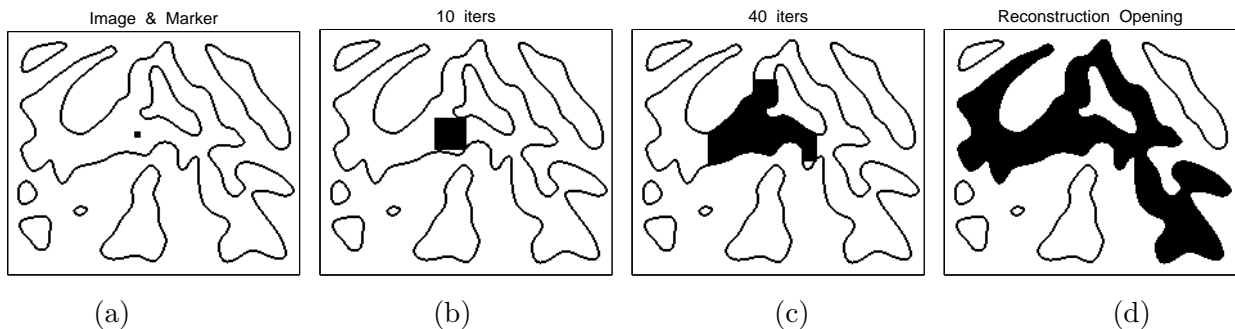 Image & Marker
10 iters
40 iters
Reconstruction Opening
(a)
(b)
(c)
(d)